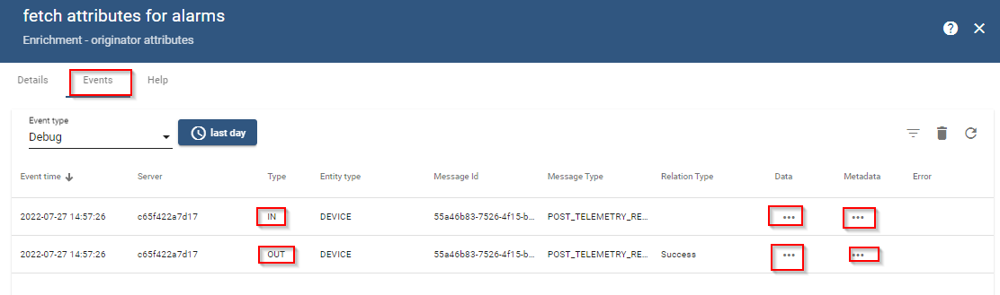 fetch attributes for alarms
Enrichment - originator attributes
Details Events Help
Event type
Debug
last day
Event time Server Type Entity type Message Id Message Type Relation Type Data Metadata Error
2022-07-27 14:57:26 c65f422a7d17 IN DEVICE 55a46b83-7526-4f15-b... POST_TELEMETRY_RE... ... ...
2022-07-27 14:57:26 c65f422a7d17 OUT DEVICE 55a46b83-7526-4f15-b... POST_TELEMETRY_RE... Success ... ...